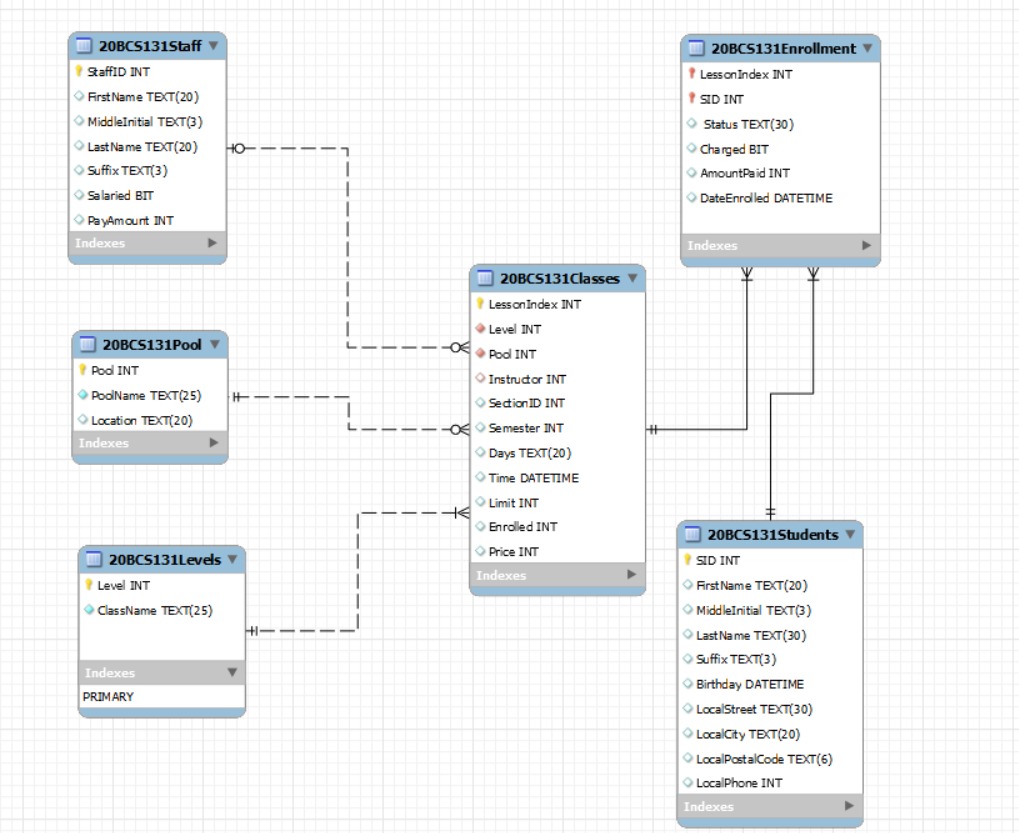 20BCS131Staff
StaffID INT
FirstName TEXT(20)
MiddleInitial TEXT(3)
LastName TEXT(20)
Suffix TEXT(3)
Salaried BIT
PayAmount INT
Indexes
20BCS131Pool
Pool INT
PoolName TEXT(25)
Location TEXT(20)
Indexes
20BCS131Levels
Level INT
ClassName TEXT(25)
Indexes
PRIMARY
20BCS131Classes
LessonIndex INT
Level INT
Pool INT
Instructor INT
SectionID INT
Semester INT
Days TEXT(20)
Time DATETIME
Limit INT
Enrolled INT
Price INT
Indexes
20BCS131Enrollment
LessonIndex INT
SID INT
Status TEXT(30)
Charged BIT
AmountPaid INT
DateEnrolled DATETIME
Indexes
20BCS131Students
SID INT
FirstName TEXT(20)
MiddleInitial TEXT(3)
LastName TEXT(30)
Suffix TEXT(3)
Birthday DATETIME
LocalStreet TEXT(30)
LocalCity TEXT(20)
LocalPostalCode TEXT(6)
LocalPhone INT
Indexes